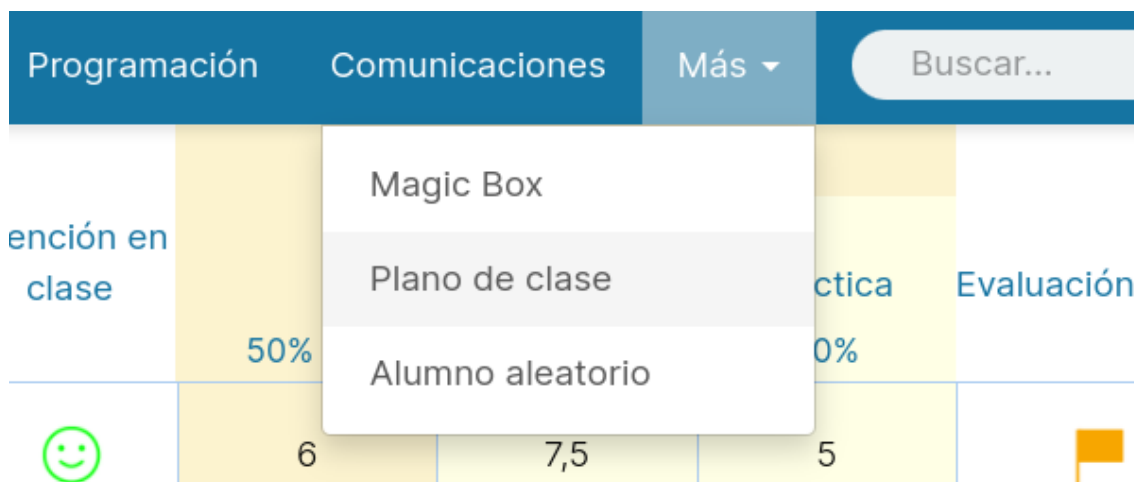 Programación Comunicaciones Más Buscar...
Magic Box
ención en
clase
Plano de clase
ctica
Evaluación
50%
0%
Alumno aleatorio
6 7,5 5